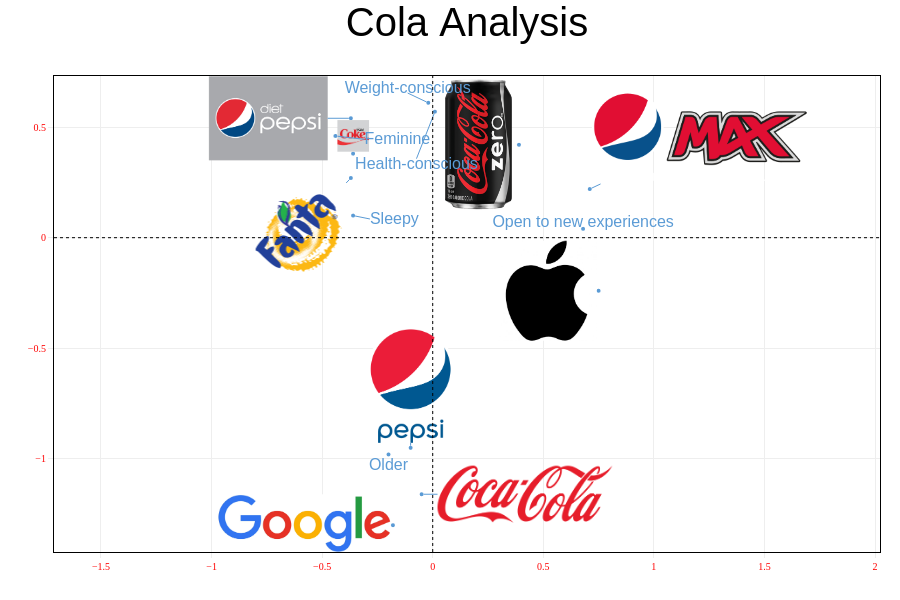 Cola Analysis
Weight-conscious
diet
pepsi
Coke
Feminine
Health-conscious
Coca-Cola
zero
MAX
Sleepy
Fanta
Open to new experiences
pepsi
Older
Coca-Cola
Google
0.5
0
−0.5
−1
−1.5
−1
−0.5
0
0.5
1
1.5
2